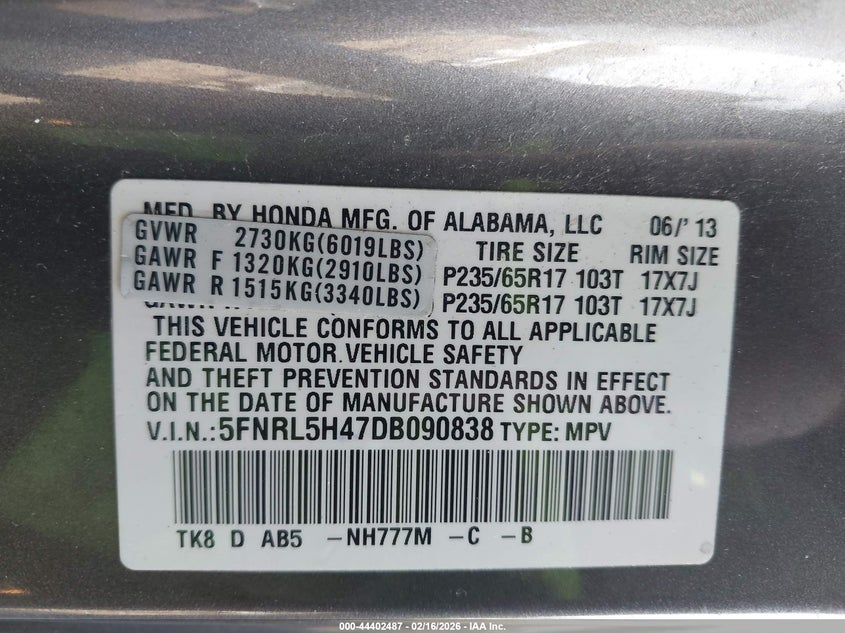 MFD. BY HONDA MFG. OF ALABAMA, LLC 06/'13
GVWR 2730KG(6019LBS) TIRE SIZE RIM SIZE
GAWR F 1320KG(2910LBS) P235/65R17 103T 17X7J
GAWR R 1515KG(3340LBS) P235/65R17 103T 17X7J
THIS VEHICLE CONFORMS TO ALL APPLICABLE
FEDERAL MOTOR VEHICLE SAFETY
AND THEFT PREVENTION STANDARDS IN EFFECT
ON THE DATE OF MANUFACTURE SHOWN ABOVE.
V.I.N.:5FNRL5H47DB090838 TYPE: MPV
TK8 D AB5 -NH777M -C -B
000-44402487 - 02/16/2026 - IAA Inc.